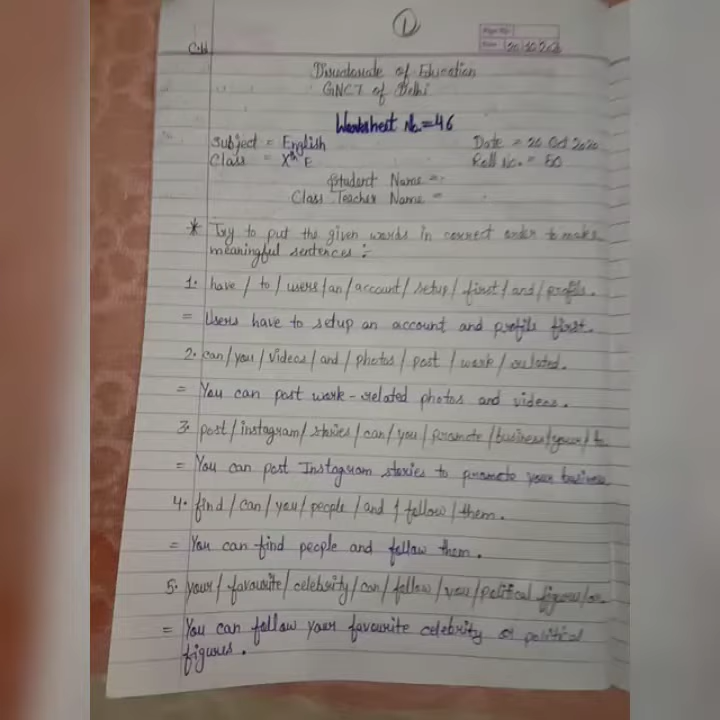 1
C.W
Page No.
Date 20/10/20
Directorate of Education
GNCT of Delhi
Worksheet No. = 46
Subject = English
Date = 20 Oct 2020
Class = Xth E
Roll No. = 50
Student Name =
Class Teacher Name =
* Try to put the given words in correct order to make
meaningful sentences :-
1. have / to / users / an / account / setup / first / and / profile.
= Users have to setup an account and profile first.
2. can / you / videos / and / photos / post / work / related.
= You can post work-related photos and videos.
3. post / instagram / stories / can / you / promote / business / your / to
= You can post Instagram stories to promote your business
4. find / can / you / people / and / follow / them.
= You can find people and follow them.
5. your / favourite / celebrity / can / follow / you / political figures / or.
= You can follow your favourite celebrity or political
figures.